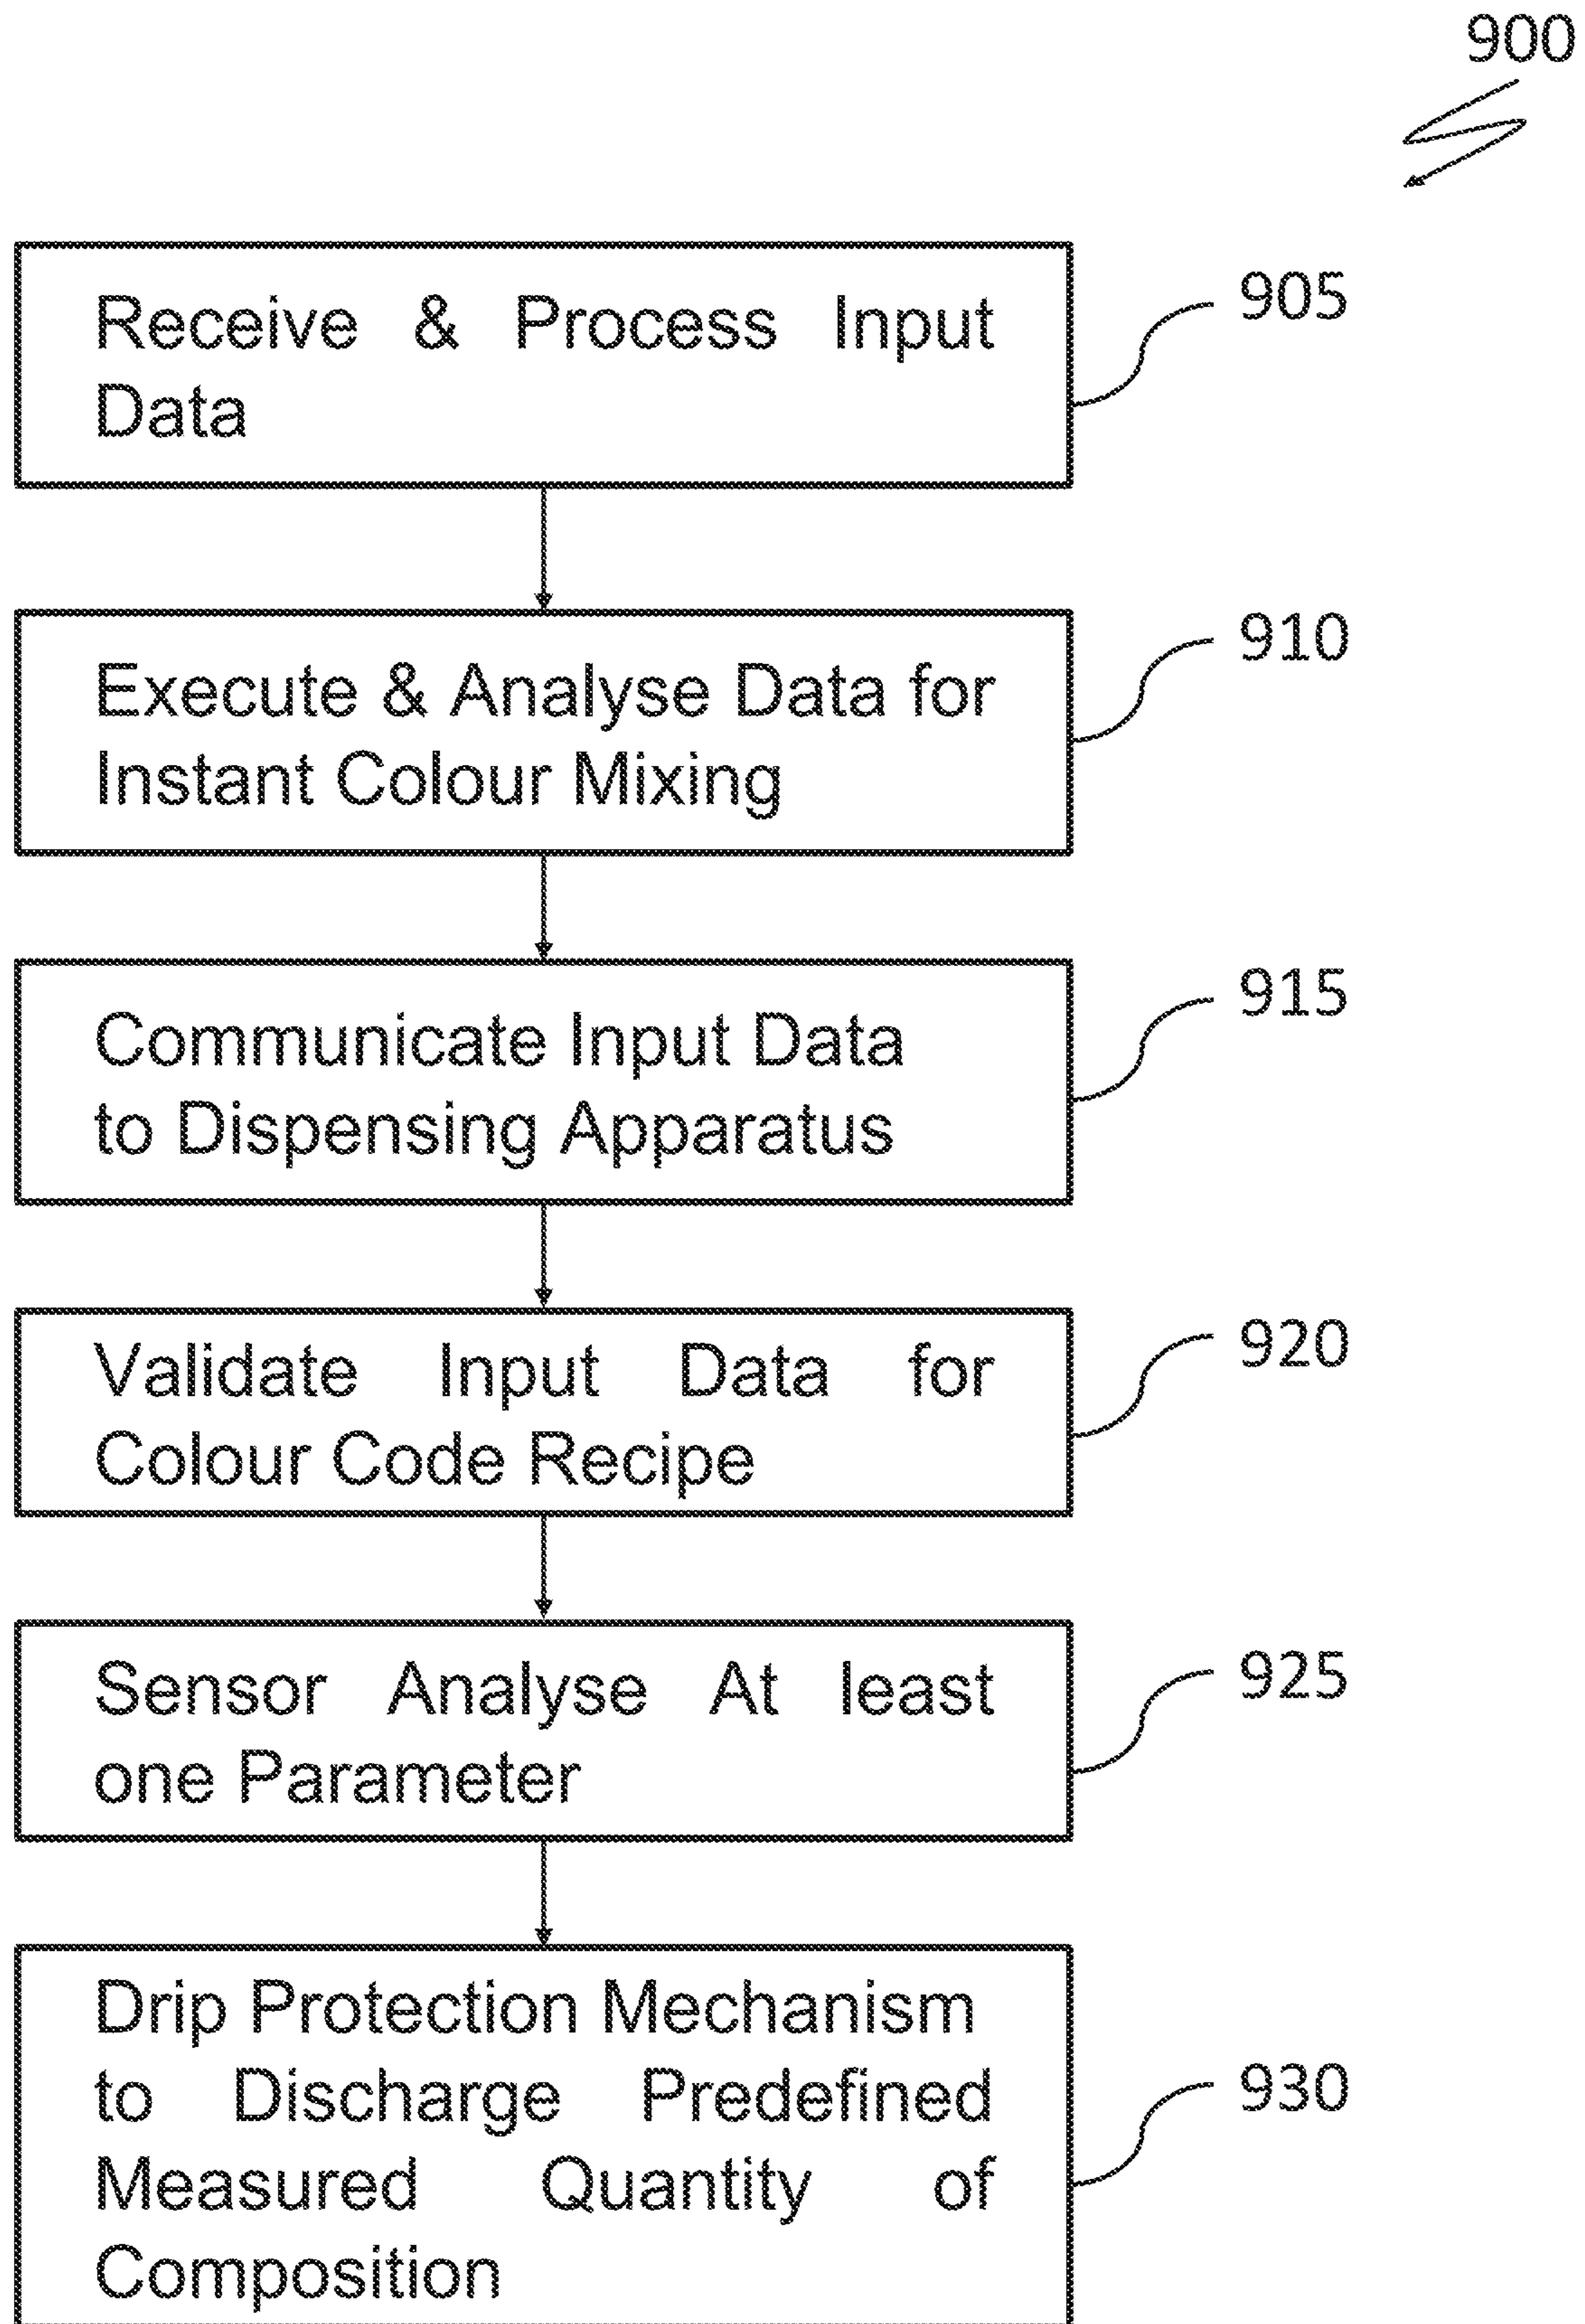 900
Receive & Process Input
Data
905
Execute & Analyse Data for
Instant Colour Mixing
910
Communicate Input Data
to Dispensing Apparatus
915
Validate Input Data for
Colour Code Recipe
920
Sensor Analyse At least
one Parameter
925
Drip Protection Mechanism
to Discharge Predefined
Measured Quantity of
Composition
930